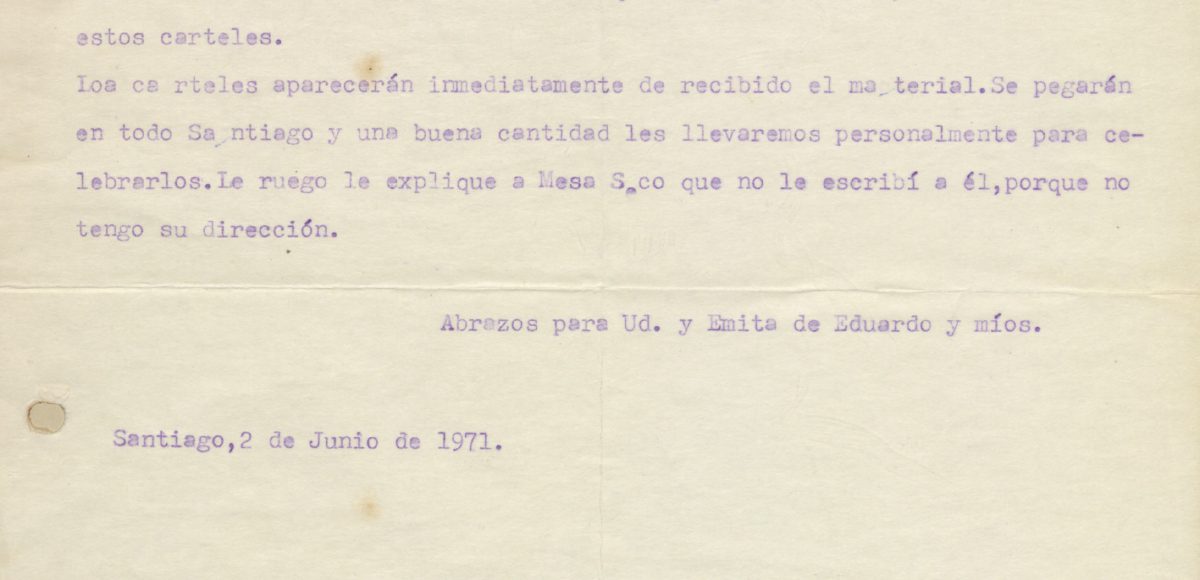 estos carteles.
Loa ca rteles aparecerán inmediatamente de recibido el ma terial.Se pegarán
en todo Sa ntiago y una buena cantidad les llevaremos personalmente para ce-
lebrarlos.Le ruego le explique a Mesa S.co que no le escribí a él,porque no
tengo su dirección.
Abrazos para Ud. y Emita de Eduardo y míos.
Santiago,2 de Junio de 1971.